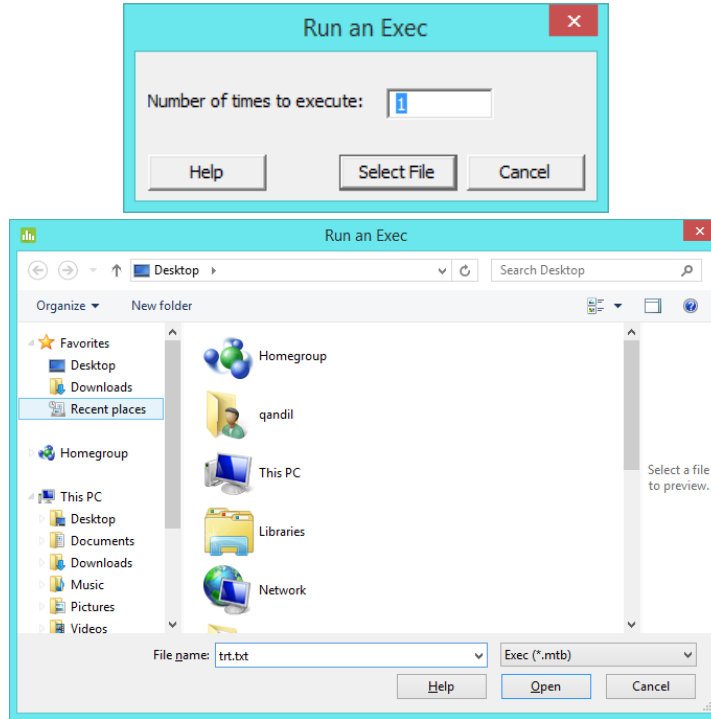 Run an Exec
Number of times to execute: 1
Help Select File Cancel
Run an Exec
Desktop Search Desktop
Organize New folder
Favorites
Desktop
Downloads
Recent places
Homegroup
This PC
Desktop
Documents
Downloads
Music
Pictures
Videos
Homegroup
qandil
This PC
Libraries
Network
Select a file
to preview.
File name: trt.txt Exec (*.mtb)
Help Open Cancel